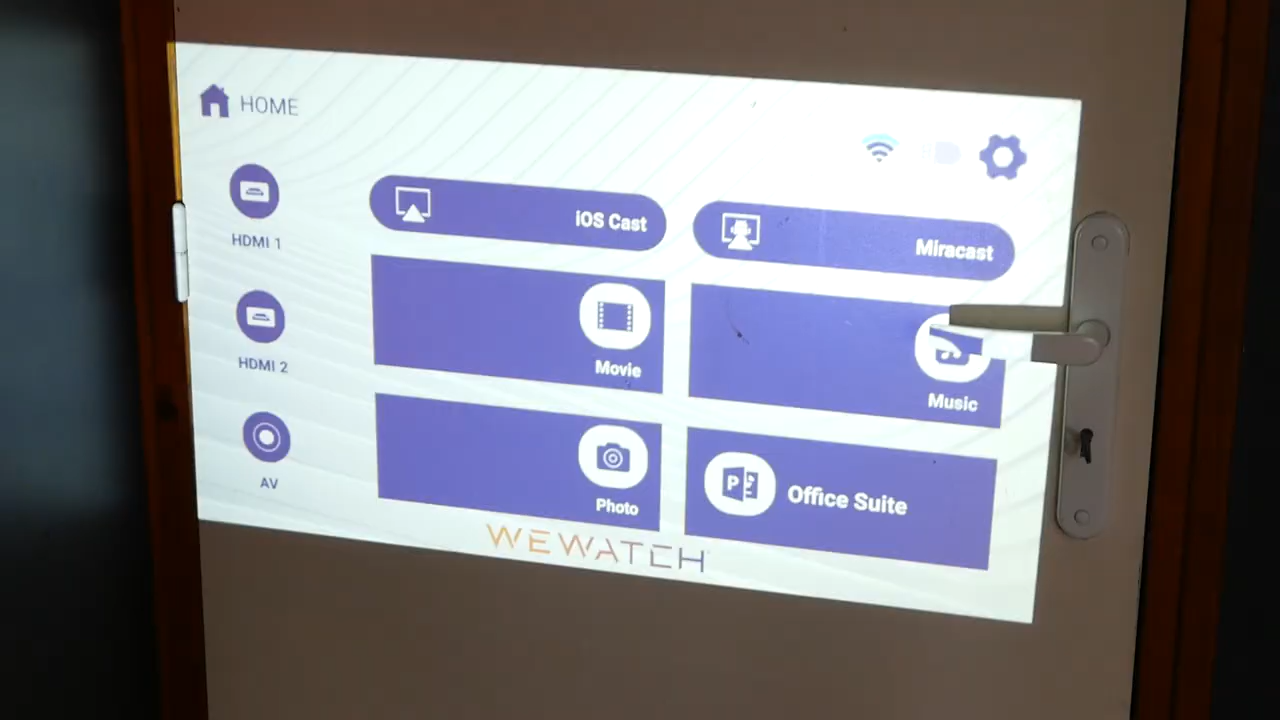 HOME
iOS Cast
Miracast
HDMI 1
Movie
Music
HDMI 2
Photo
Office Suite
AV
WEWATCH